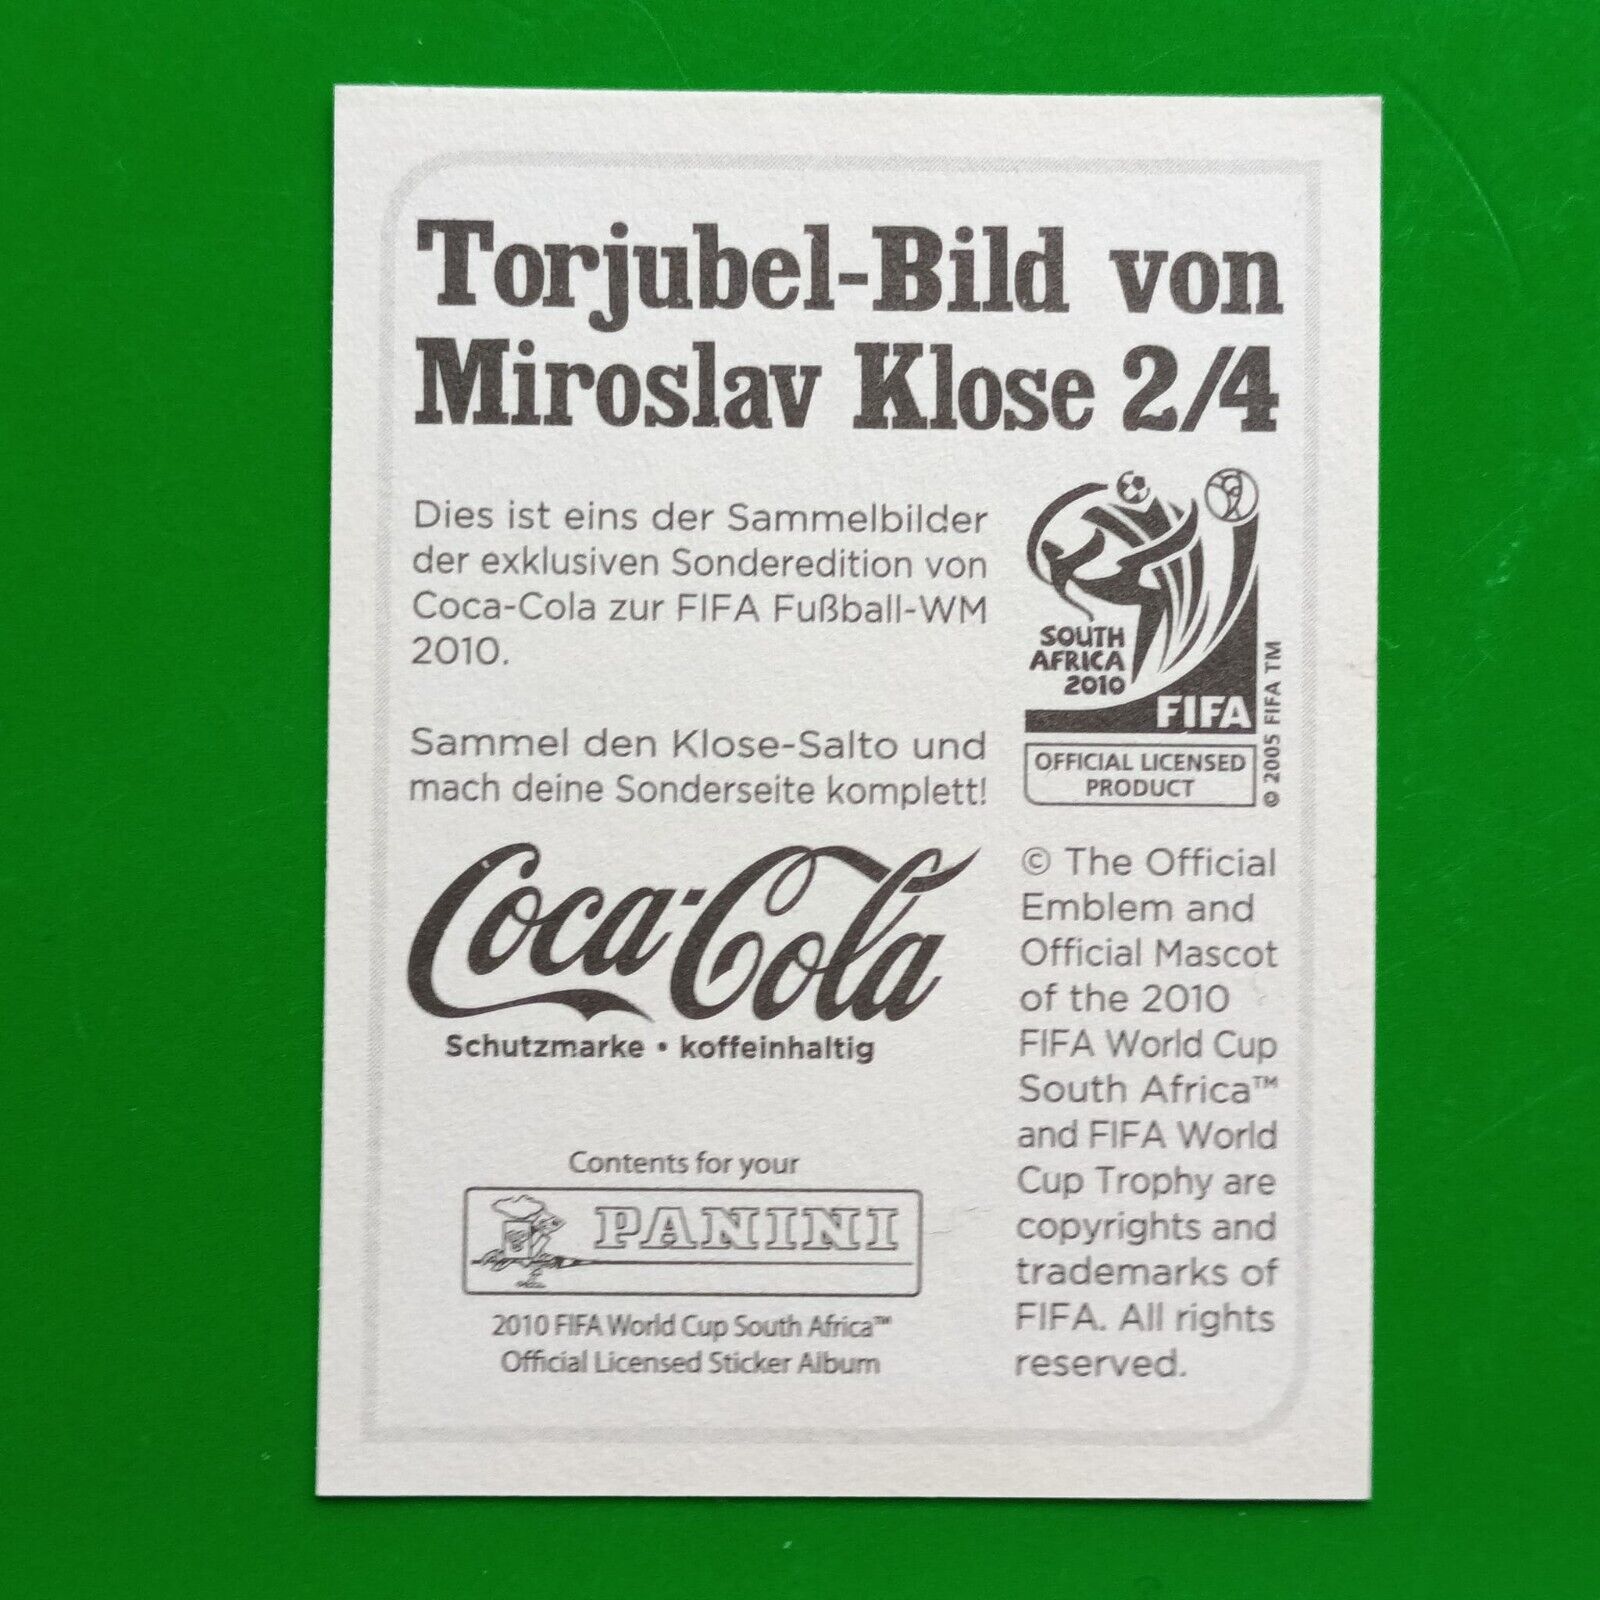 Torjubel-Bild von
Miroslav Klose 2/4
Dies ist eins der Sammelbilder
der exklusiven Sonderedition von
Coca-Cola zur FIFA Fußball-WM
2010.
Sammel den Klose-Salto und
mach deine Sonderseite komplett!
SOUTH
AFRICA
2010
FIFA
© 2005 FIFA TM
OFFICIAL LICENSED
PRODUCT
Coca-Cola
Schutzmarke • koffeinhaltig
Contents for your
PANINI
2010 FIFA World Cup South Africa™
Official Licensed Sticker Album
© The Official
Emblem and
Official Mascot
of the 2010
FIFA World Cup
South Africa™
and FIFA World
Cup Trophy are
copyrights and
trademarks of
FIFA. All rights
reserved.